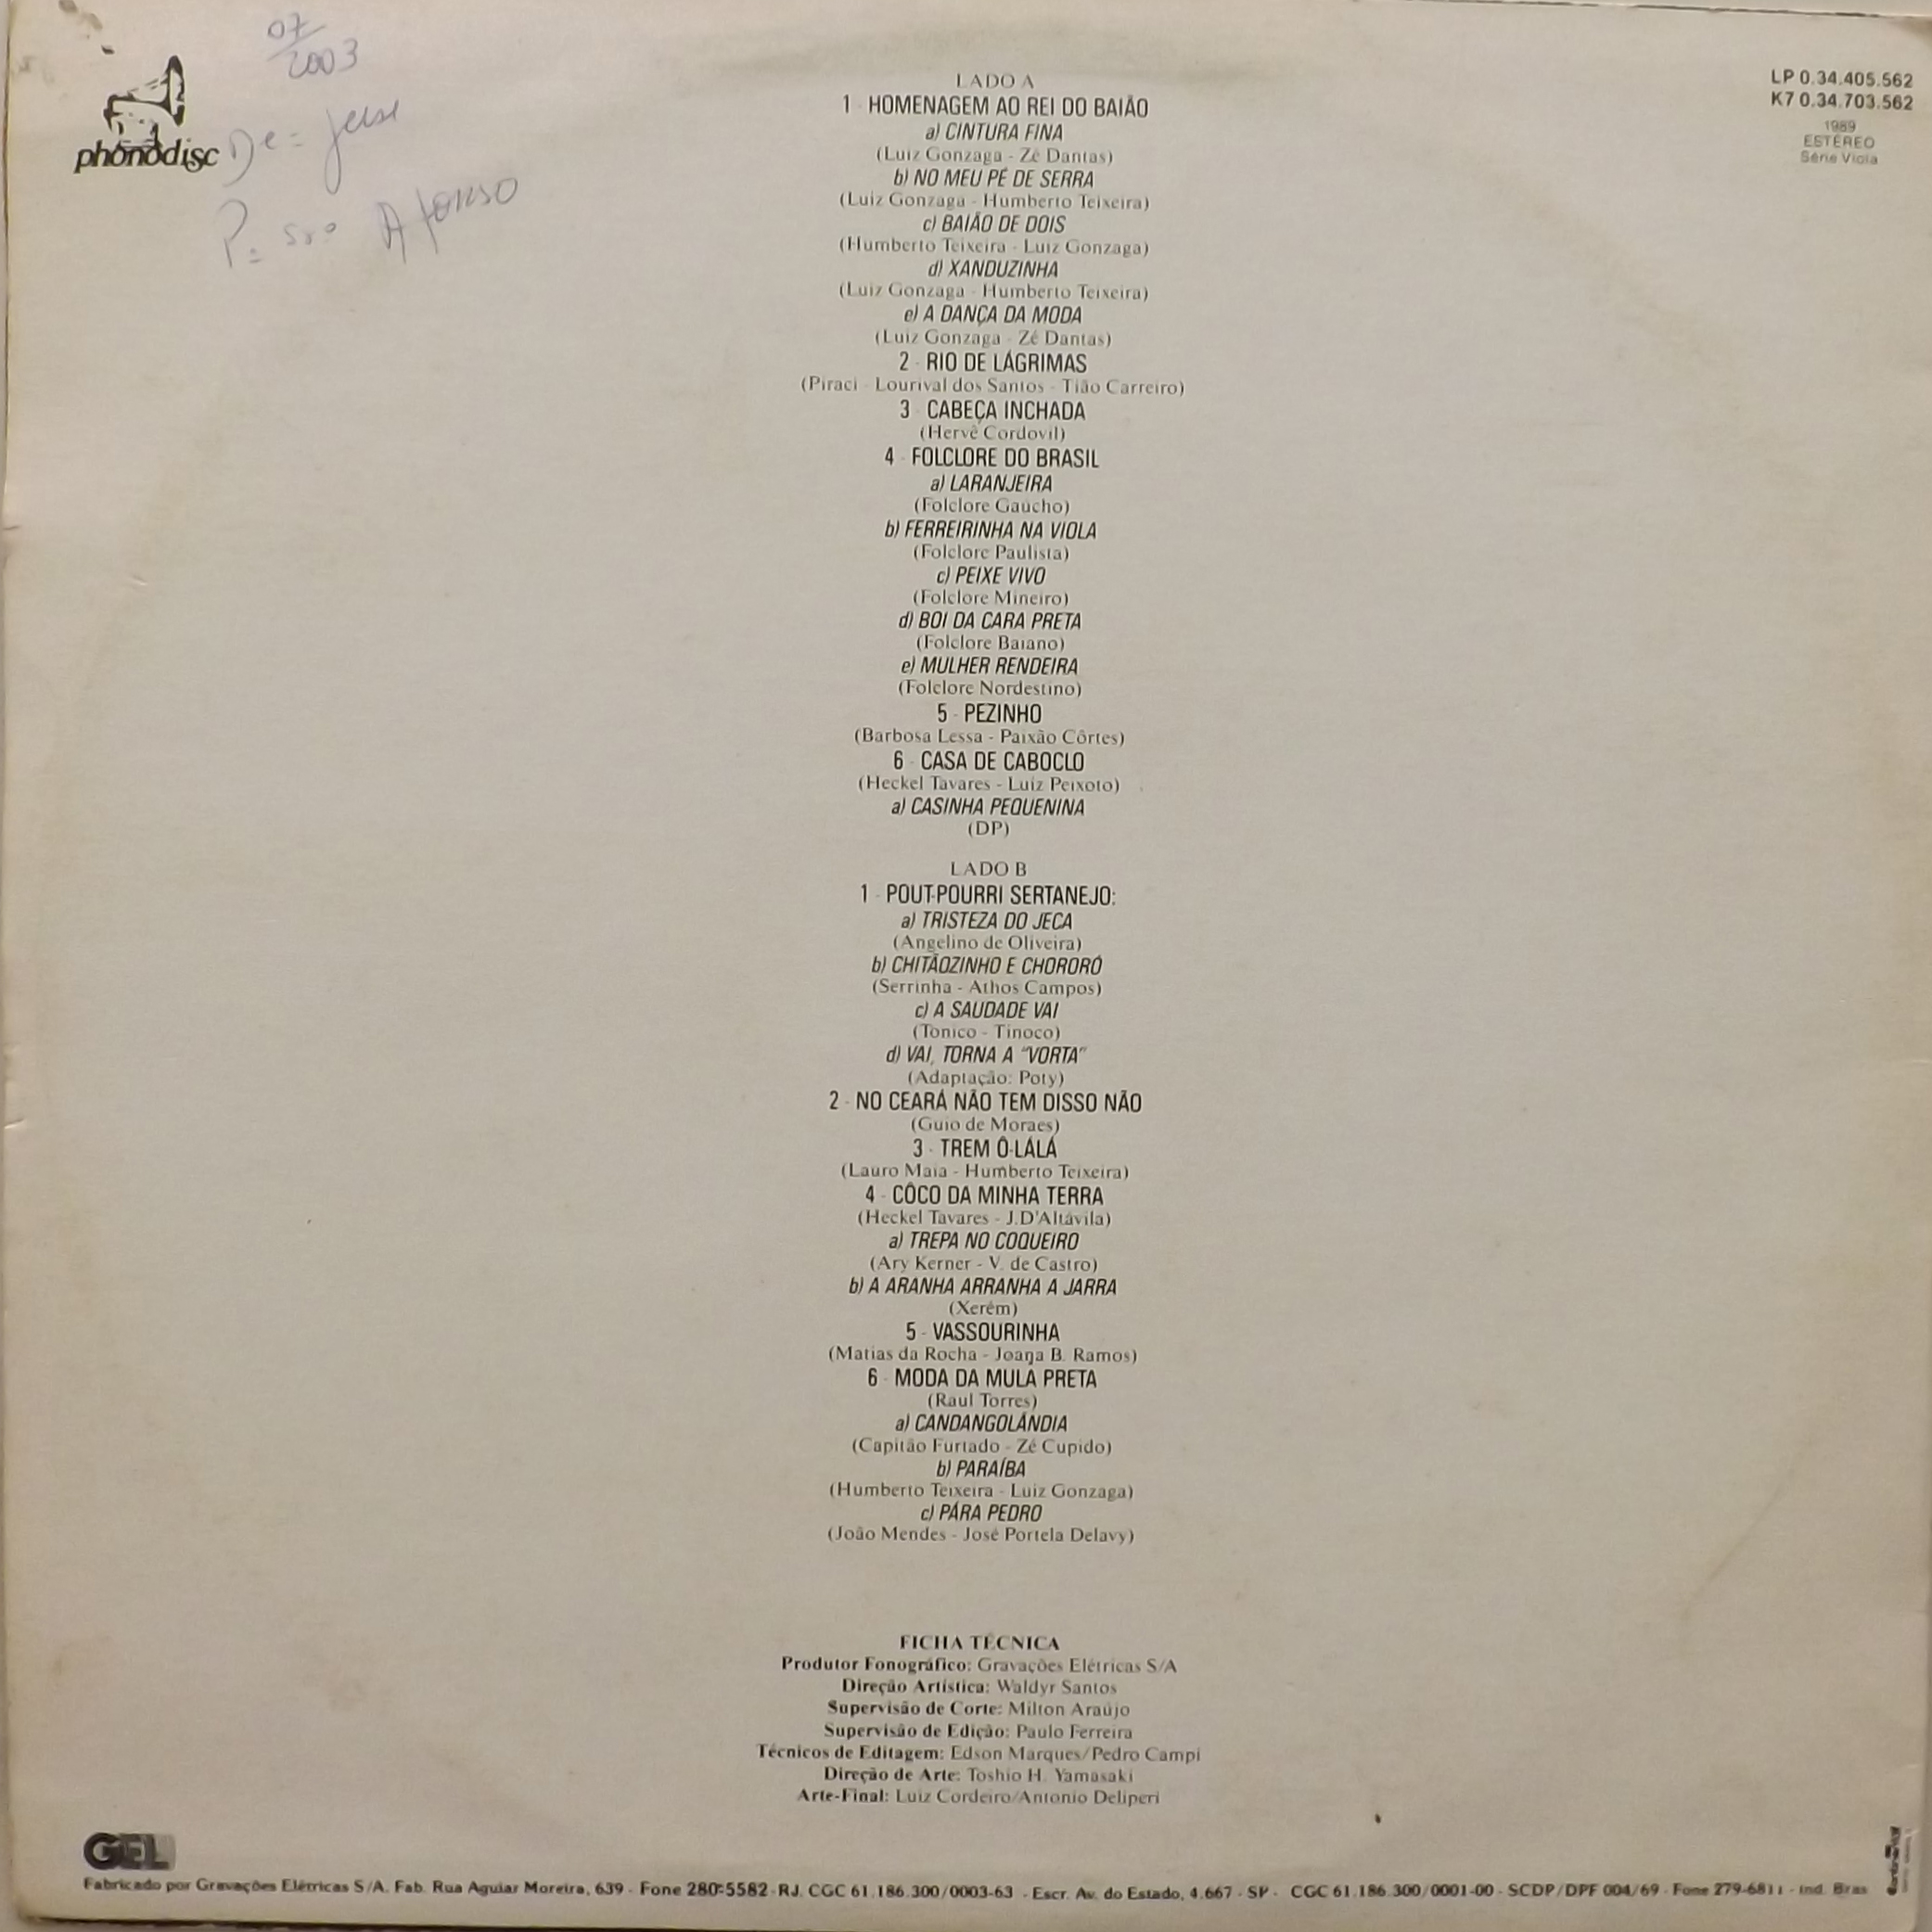 07
2003
De = Jese
P= Sro Afonso
phonodisc
LP 0.34.405.562
K7 0.34.703.562
1989
ESTÉREO
Série Viola
LADO A
1 - HOMENAGEM AO REI DO BAIÃO
a) CINTURA FINA
(Luiz Gonzaga - Zé Dantas)
b) NO MEU PÉ DE SERRA
(Luiz Gonzaga - Humberto Teixeira)
c) BAIÃO DE DOIS
(Humberto Teixeira - Luiz Gonzaga)
d) XANDUZINHA
(Luiz Gonzaga - Humberto Teixeira)
e) A DANÇA DA MODA
(Luiz Gonzaga - Zé Dantas)
2 - RIO DE LÁGRIMAS
(Piraci - Lourival dos Santos - Tião Carreiro)
3 - CABEÇA INCHADA
(Hervê Cordovil)
4 - FOLCLORE DO BRASIL
a) LARANJEIRA
(Folclore Gaúcho)
b) FERREIRINHA NA VIOLA
(Folclore Paulista)
c) PEIXE VIVO
(Folclore Mineiro)
d) BOI DA CARA PRETA
(Folclore Baiano)
e) MULHER RENDEIRA
(Folclore Nordestino)
5 - PEZINHO
(Barbosa Lessa - Paixão Côrtes)
6 - CASA DE CABOCLO
(Heckel Tavares - Luiz Peixoto)
a) CASINHA PEQUENINA
(DP)
LADO B
1 - POUT-POURRI SERTANEJO:
a) TRISTEZA DO JECA
(Angelino de Oliveira)
b) CHITÃOZINHO E CHORORÓ
(Serrinha - Athos Campos)
c) A SAUDADE VAI
(Tonico - Tinoco)
d) VAI, TORNA A "VORTA"
(Adaptação: Poty)
2 - NO CEARÁ NÃO TEM DISSO NÃO
(Guio de Moraes)
3 - TREM Ô-LÁLÁ
(Lauro Maia - Humberto Teixeira)
4 - CÔCO DA MINHA TERRA
(Heckel Tavares - J.D'Altávila)
a) TREPA NO COQUEIRO
(Ary Kerner - V. de Castro)
b) A ARANHA ARRANHA A JARRA
(Xerém)
5 - VASSOURINHA
(Matias da Rocha - Joana B. Ramos)
6 - MODA DA MULA PRETA
(Raul Torres)
a) CANDANGOLÂNDIA
(Capitão Furtado - Zé Cupido)
b) PARAÍBA
(Humberto Teixeira - Luiz Gonzaga)
c) PÁRA PEDRO
(João Mendes - José Portela Delavy)
FICHA TÉCNICA
Produtor Fonográfico: Gravações Elétricas S/A
Direção Artística: Waldyr Santos
Supervisão de Corte: Milton Araújo
Supervisão de Edição: Paulo Ferreira
Técnicos de Editagem: Edson Marques/Pedro Campi
Direção de Arte: Toshio H. Yamasaki
Arte-Final: Luiz Cordeiro/Antonio Deliperi
GEL
Fabricado por Gravações Elétricas S/A. Fab. Rua Aguiar Moreira, 639 - Fone 280-5582 - RJ. CGC 61.186.300/0003-63 - Escr. Av. do Estado, 4.667 - SP - CGC 61.186.300/0001-00 - SCDP/DPF 004/69 - Fone 279-6811 - Ind. Bras